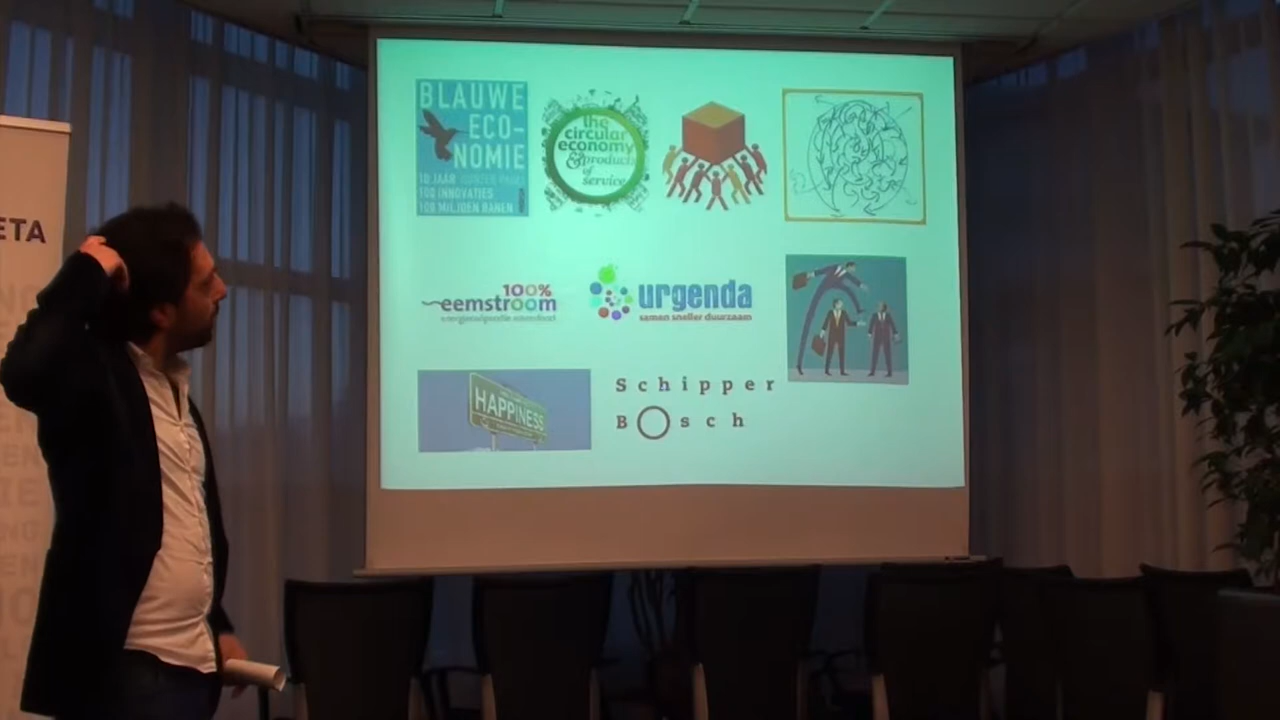 BLAUWE
ECO-
NOMIE
10 JAAR
100 INNOVATIES
100 MILJOEN BANEN
the
circular
economy
& products
of
service
100%
eemstroom
urgenda
samen sneller duurzaam
HAPPINESS
Schipper
Bosch
ETA